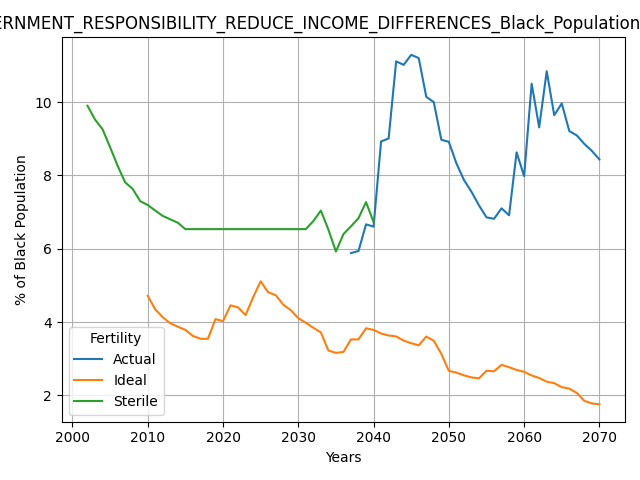 ERNMENT_RESPONSIBILITY_REDUCE_INCOME_DIFFERENCES_Black_Population
% of Black Population
10
8
6
4
2
Fertility
Actual
Ideal
Sterile
2000 2010 2020 2030 2040 2050 2060 2070
Years